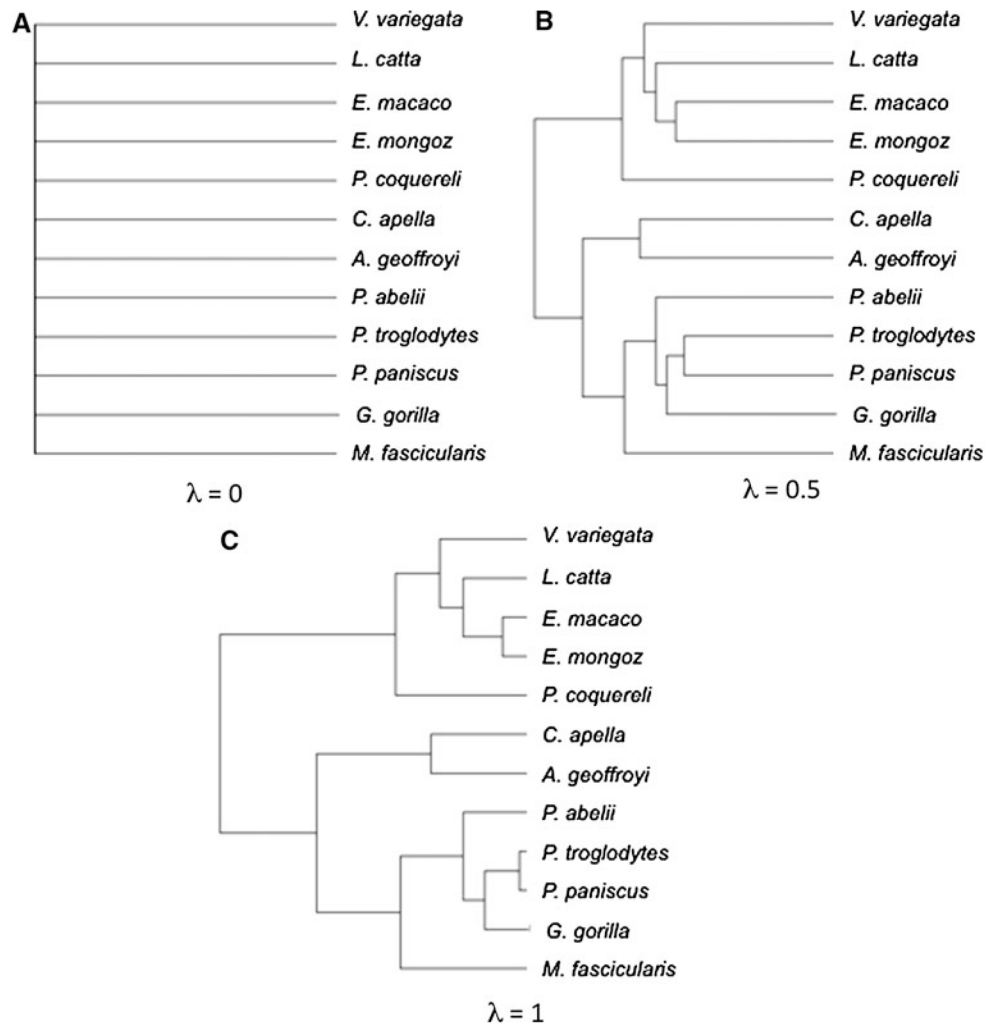 A
V. variegata
L. catta
E. macaco
E. mongoz
P. coquereli
C. apella
A. geoffroyi
P. abelii
P. troglodytes
P. paniscus
G. gorilla
M. fascicularis
λ = 0
B
V. variegata
L. catta
E. macaco
E. mongoz
P. coquereli
C. apella
A. geoffroyi
P. abelii
P. troglodytes
P. paniscus
G. gorilla
M. fascicularis
λ = 0.5
C
V. variegata
L. catta
E. macaco
E. mongoz
P. coquereli
C. apella
A. geoffroyi
P. abelii
P. troglodytes
P. paniscus
G. gorilla
M. fascicularis
λ = 1